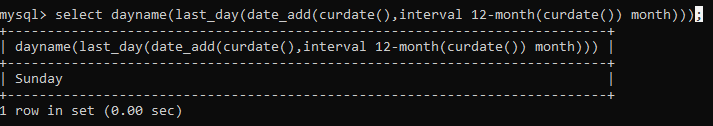 mysql> select dayname(last_day(date_add(curdate(),interval 12-month(curdate()) month)));
+-------------------------------------------------------------------------+
| dayname(last_day(date_add(curdate(),interval 12-month(curdate()) month))) |
+-------------------------------------------------------------------------+
| Sunday |
+-------------------------------------------------------------------------+
1 row in set (0.00 sec)